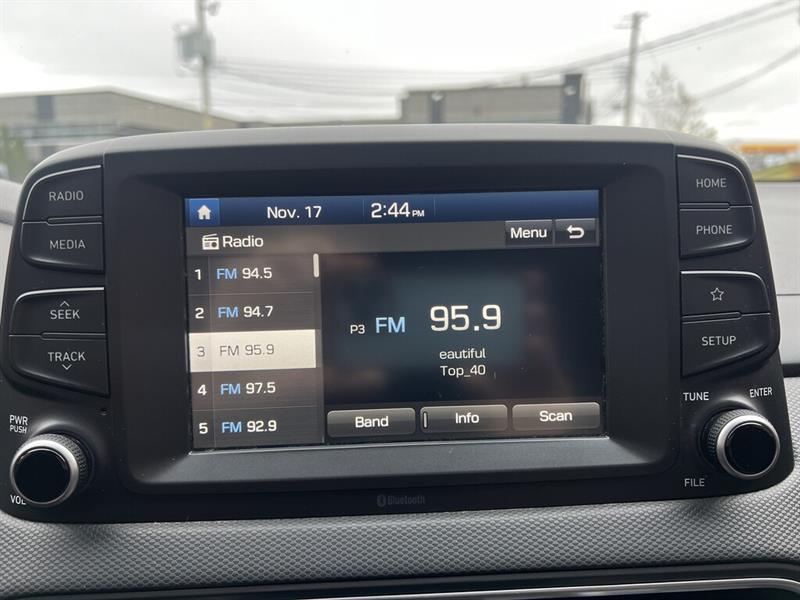 RADIO
MEDIA
SEEK
TRACK
PWR
PUSH
VOL
Nov. 17 2:44 PM
Radio
Menu
1 FM 94.5
2 FM 94.7
3 FM 95.9
4 FM 97.5
5 FM 92.9
P3 FM 95.9
eautiful
Top_40
Band Info Scan
HOME
PHONE
SETUP
TUNE ENTER
FILE
Bluetooth